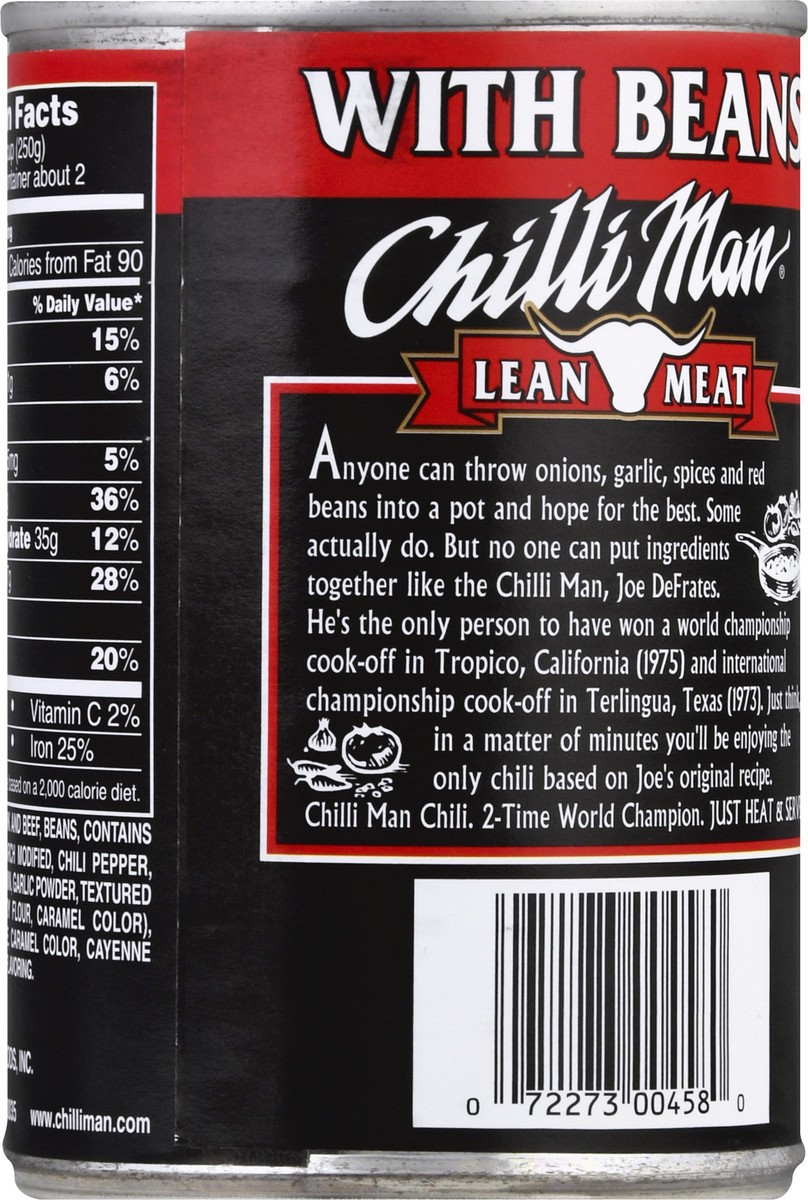 Facts
(250g)
about 2
Calories from Fat 90
% Daily Value*
15%
6%
5%
36%
35g 12%
28%
20%
• Vitamin C 2%
• Iron 25%
on a 2,000 calorie diet.
AND BEEF, BEANS, CONTAINS
MODIFIED, CHILI PEPPER,
GARLIC POWDER, TEXTURED
FLOUR, CARAMEL COLOR),
CARAMEL COLOR, CAYENNE
INC.
www.chilliman.com
WITH BEANS
Chilli Man®
LEAN MEAT
Anyone can throw onions, garlic, spices and red
beans into a pot and hope for the best. Some
actually do. But no one can put ingredients
together like the Chilli Man, Joe DeFrates.
He's the only person to have won a world championship
cook-off in Tropico, California (1975) and international
championship cook-off in Terlingua, Texas (1973). Just
in a matter of minutes you'll be enjoying the
only chili based on Joe's original recipe.
Chilli Man Chili. 2-Time World Champion. JUST HEAT &
0 72273 00458 0